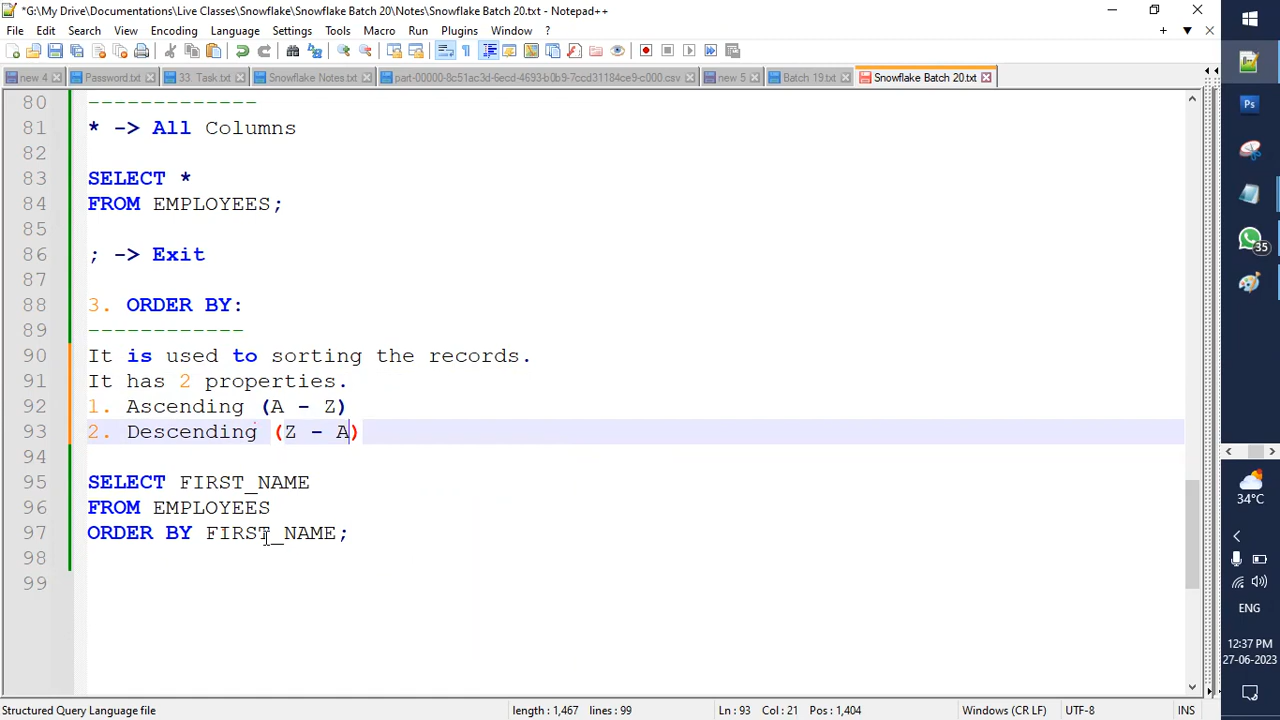 *G:\My Drive\Documentations\Live Classes\Snowflake\Snowflake Batch 20\Notes\Snowflake Batch 20.txt - Notepad++
File Edit Search View Encoding Language Settings Tools Macro Run Plugins Window ?
new 4 Password.txt 33. Task.txt Snowflake Notes.txt part-00000-8c51ac3d-6ecd-4693-b0b9-7ccd31184ce9-c000.csv new 5 Batch 19.txt Snowflake Batch 20.txt
80 -------------
81 * -> All Columns
82
83 SELECT *
84 FROM EMPLOYEES;
85
86 ; -> Exit
87
88 3. ORDER BY:
89 ------------
90 It is used to sorting the records.
91 It has 2 properties.
92 1. Ascending (A - Z)
93 2. Descending (Z - A)
94
95 SELECT FIRST_NAME
96 FROM EMPLOYEES
97 ORDER BY FIRST_NAME;
98
99
Structured Query Language file length : 1,467 lines : 99 Ln : 93 Col : 21 Pos : 1,404 Windows (CR LF) UTF-8 INS
Ps
35
34°C
ENG
12:37 PM
27-06-2023